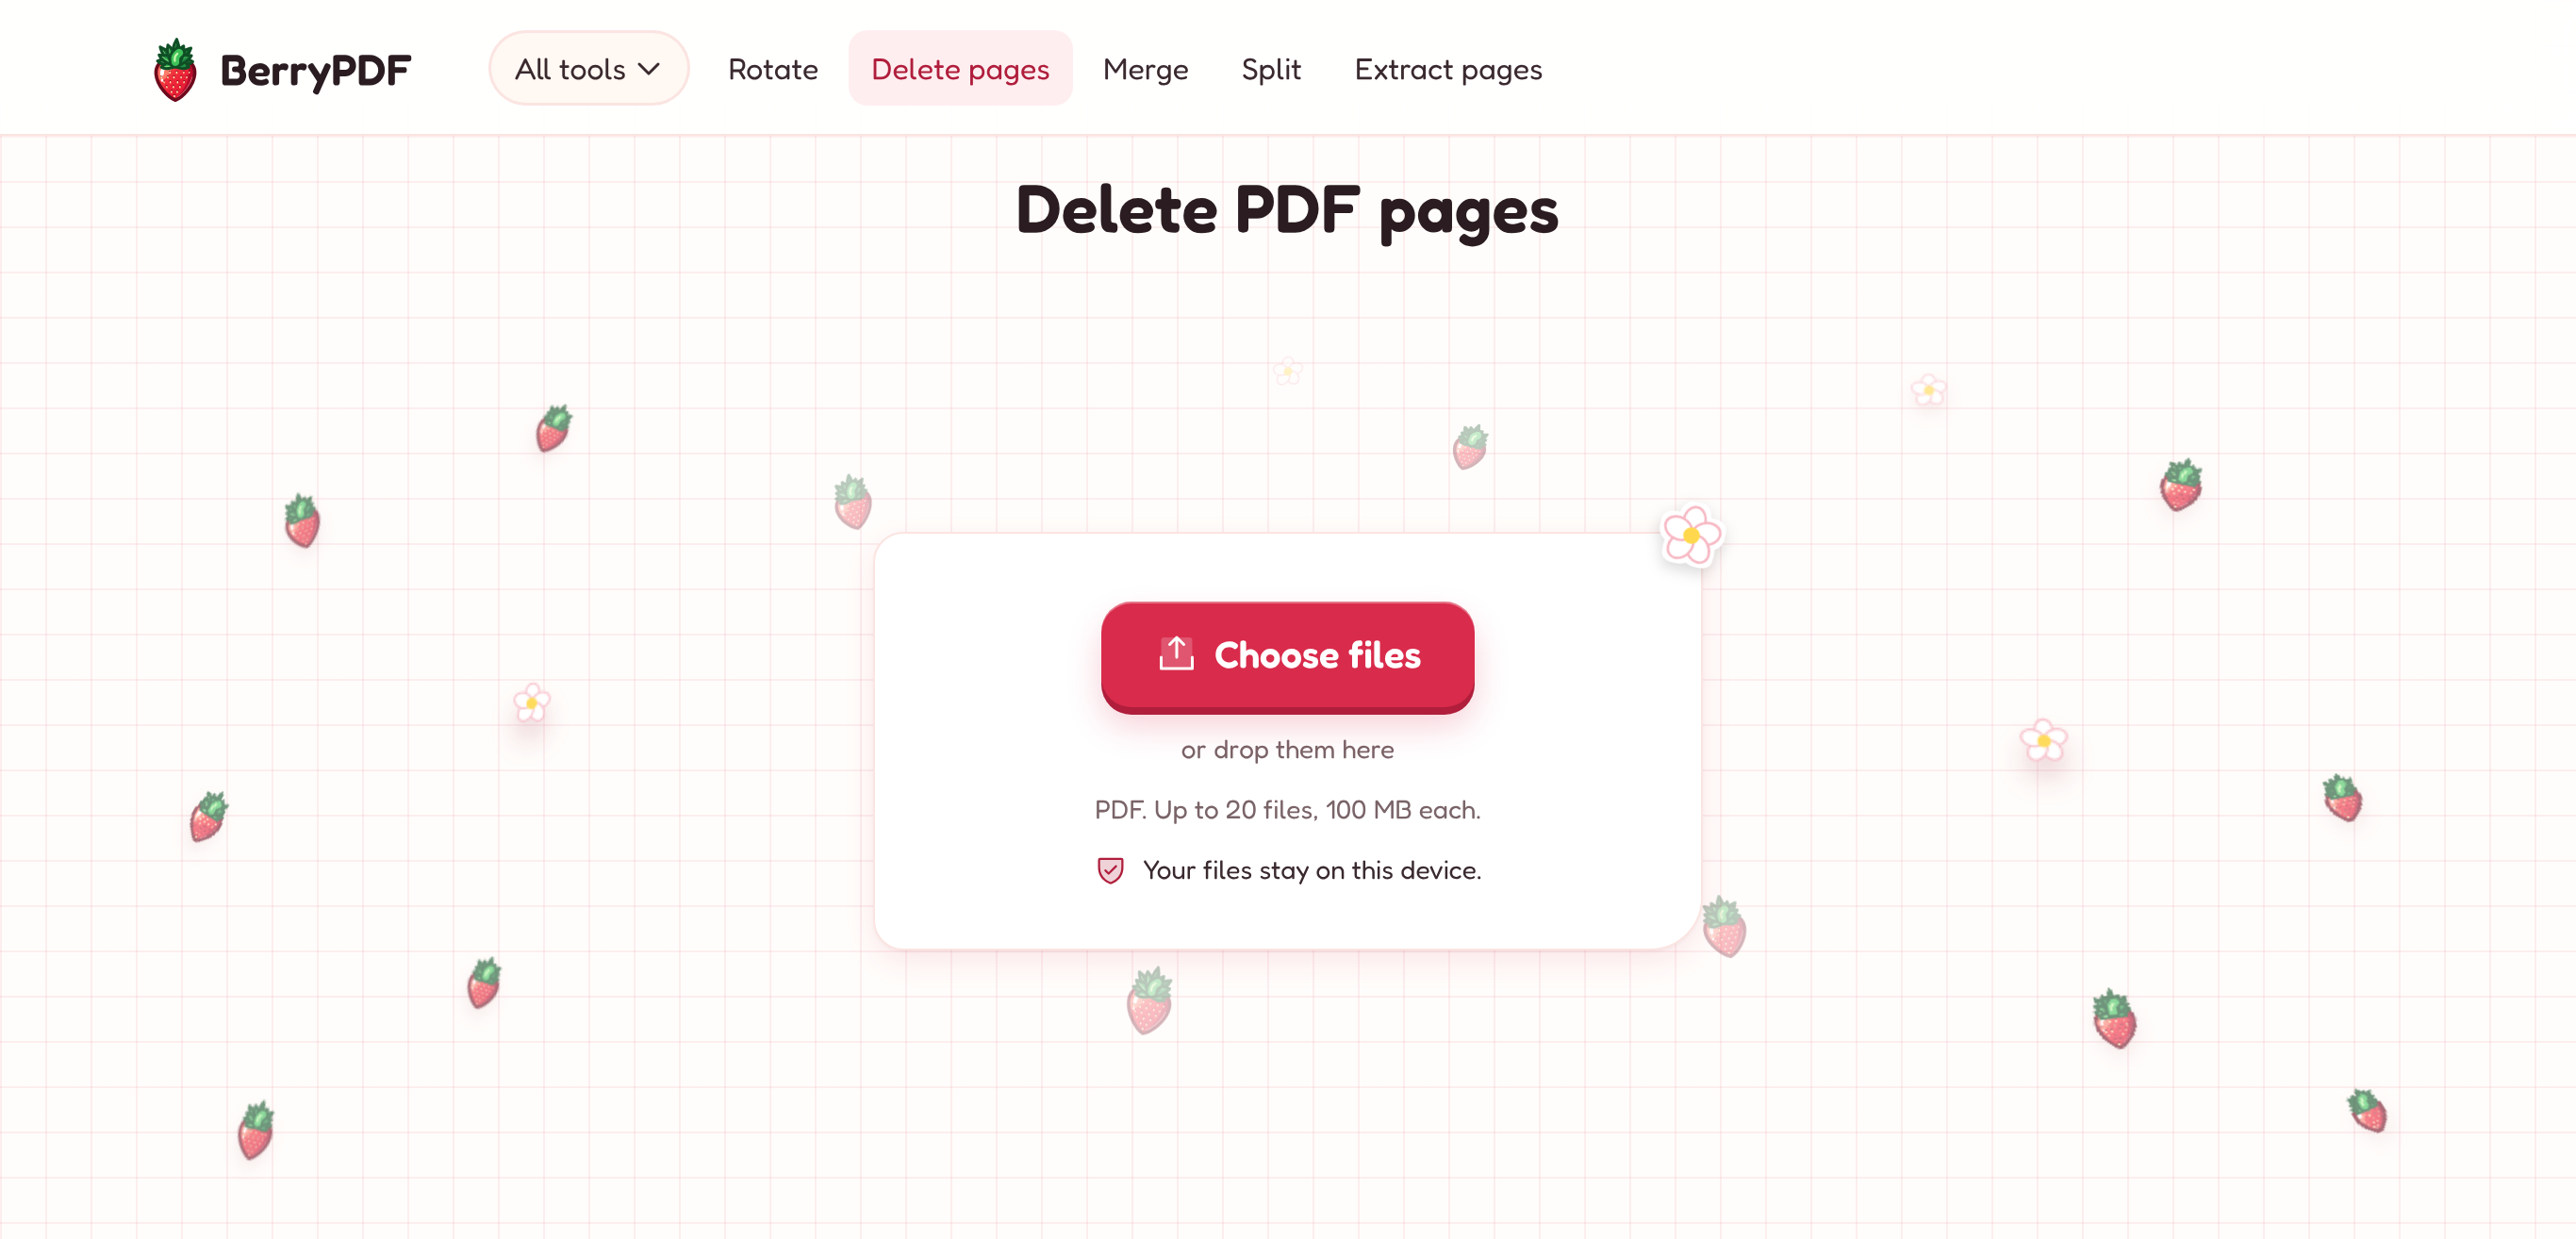 BerryPDF
All tools
Rotate
Delete pages
Merge
Split
Extract pages
Delete PDF pages
Choose files
or drop them here
PDF. Up to 20 files, 100 MB each.
Your files stay on this device.